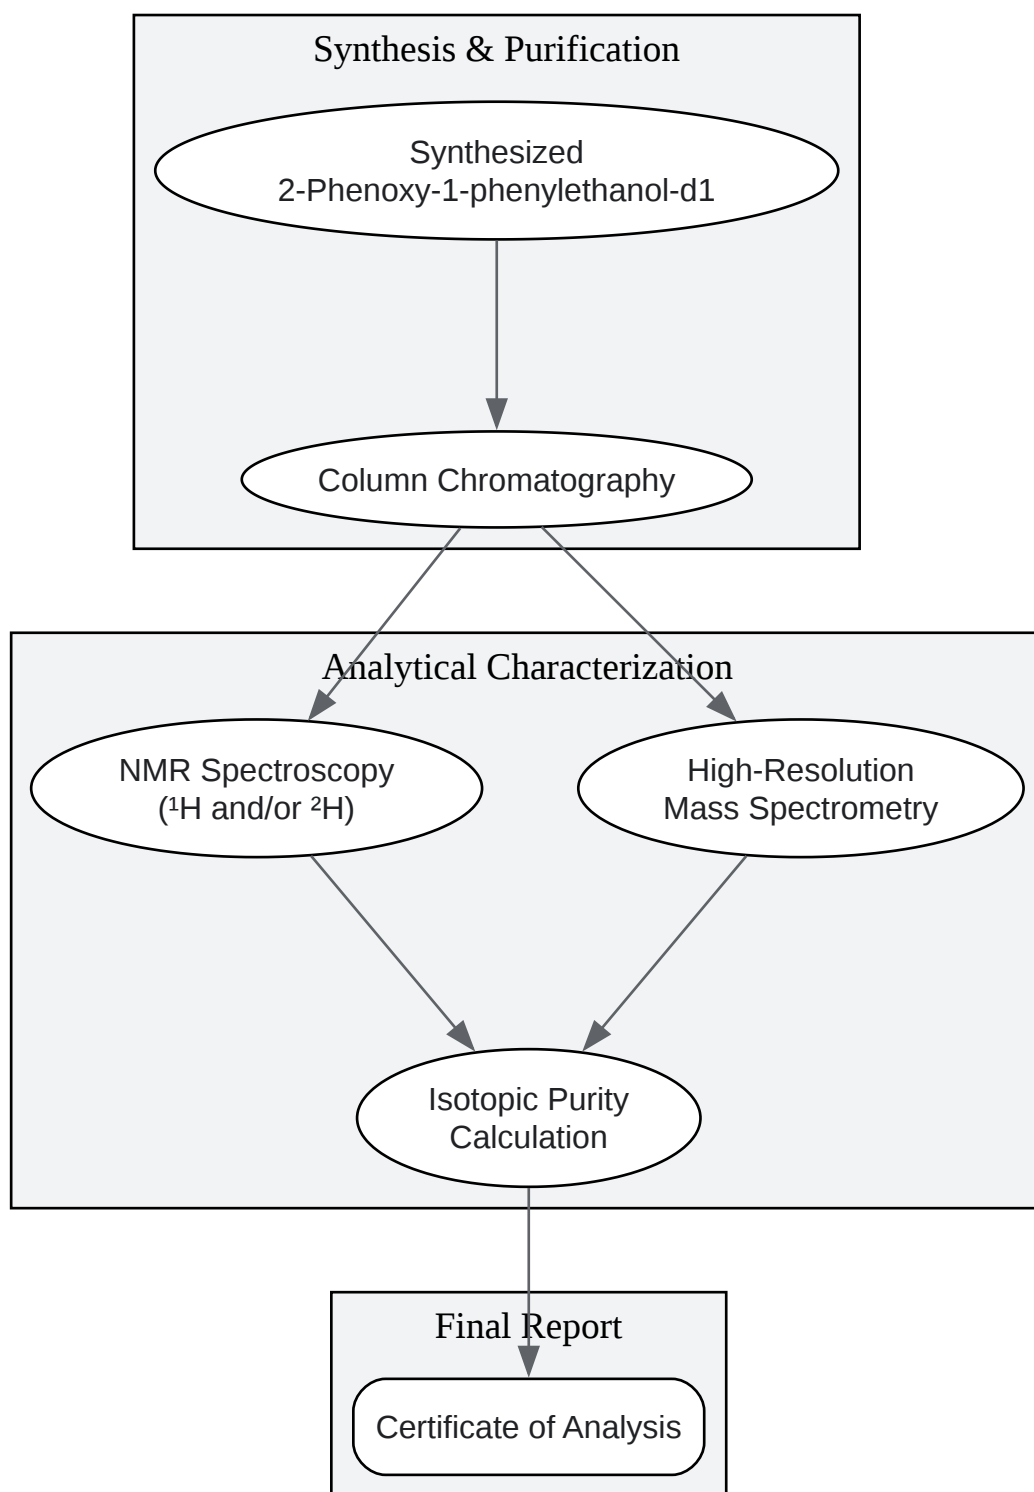 Synthesis & Purification
Synthesized
2-Phenoxy-1-phenylethanol-d1
Column Chromatography
Analytical Characterization
NMR Spectroscopy
(¹H and/or ²H)
High-Resolution
Mass Spectrometry
Isotopic Purity
Calculation
Final Report
Certificate of Analysis